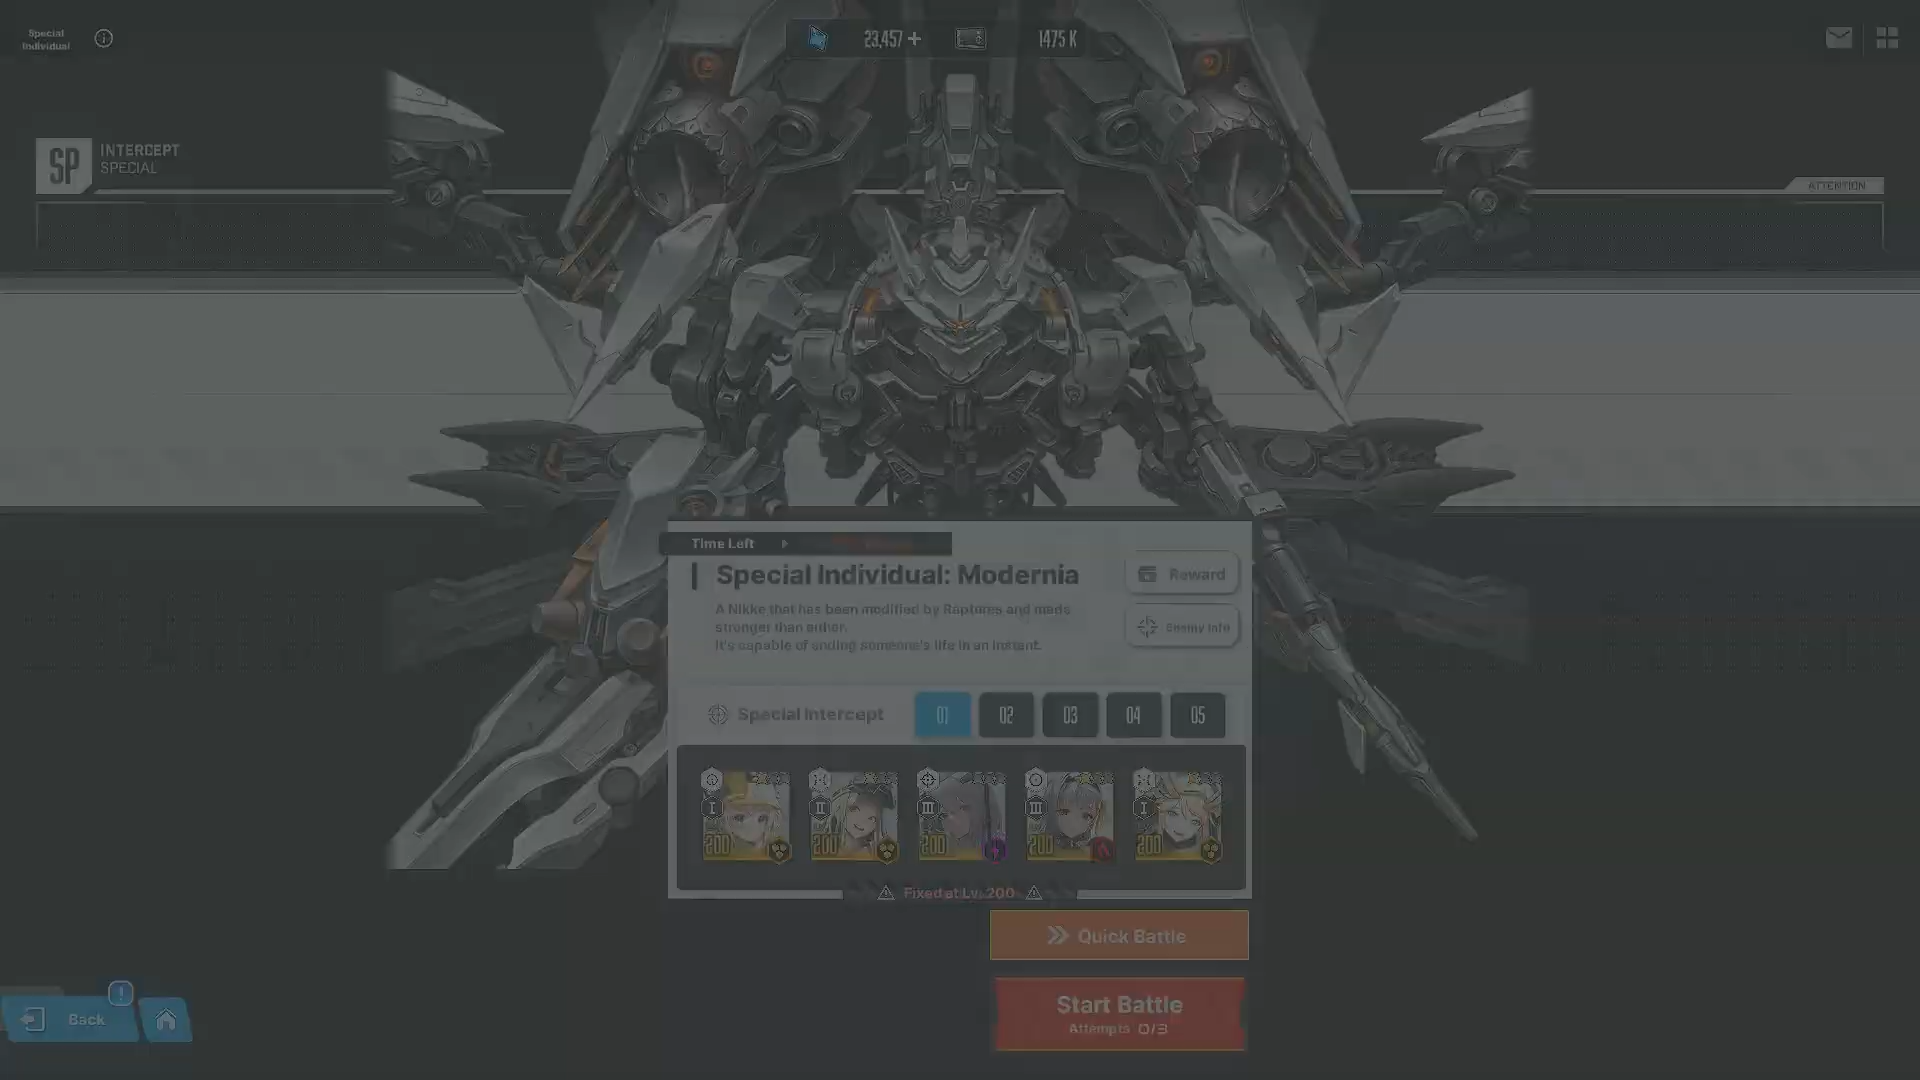 Special
Individual
23,457
1475 K
SP
INTERCEPT
SPECIAL
ATTENTION
Time Left
Special Individual: Modernia
Reward
A Nikke that has been modified by Raptures and made
stronger than either.
It's capable of ending someone's life in an instant.
Enemy Info
Special Intercept
01
02
03
04
05
I
II
III
III
I
200
200
200
200
200
Fixed at Lv. 200
Quick Battle
Start Battle
Attempts 0/3
Back